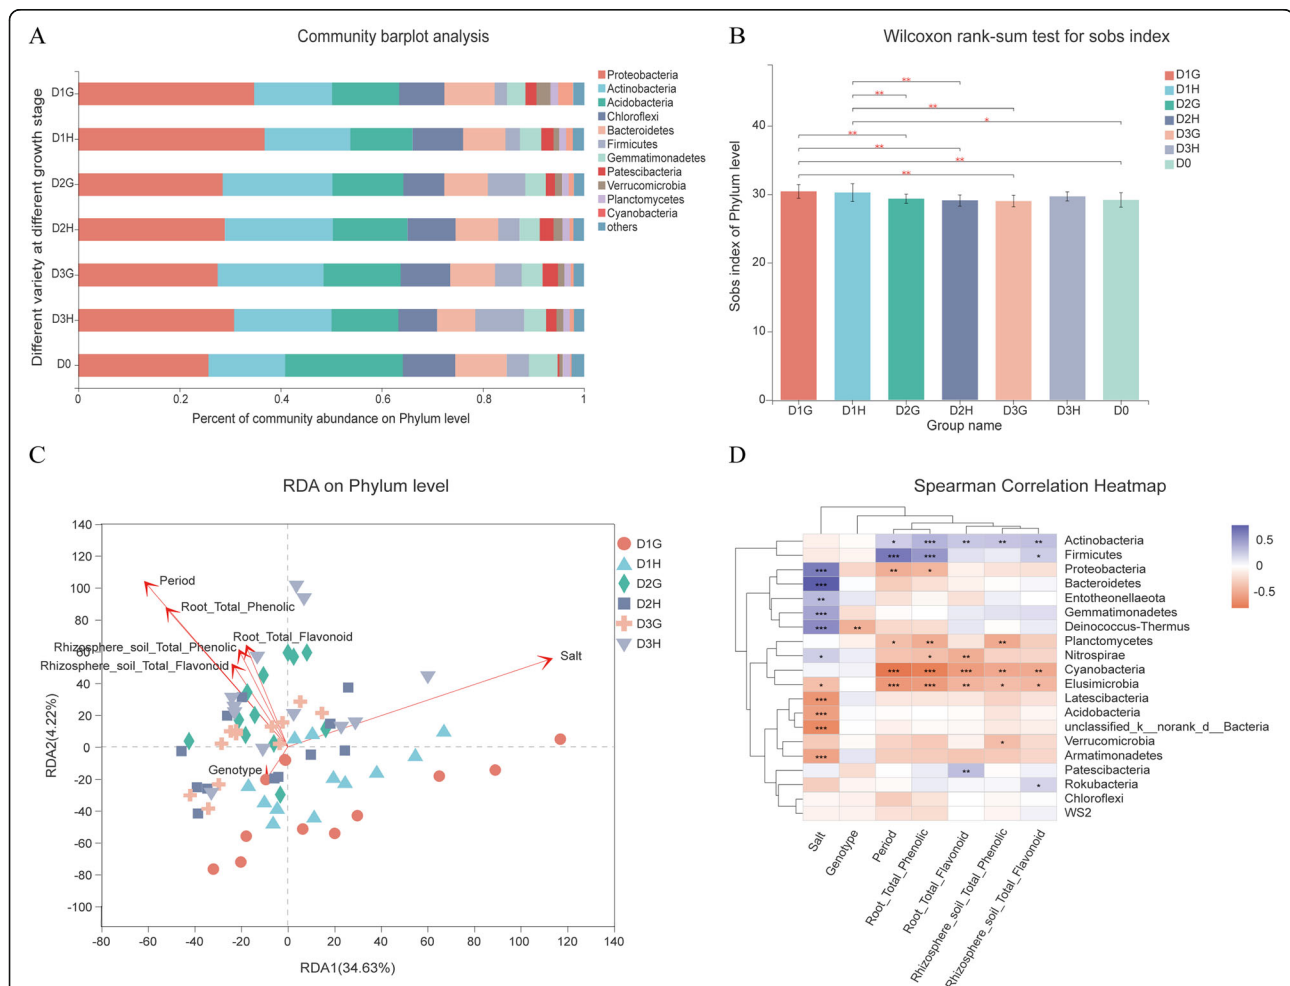 A
Community barplot analysis
Different variety at different growth stage
D1G
D1H
D2G
D2H
D3G
D3H
D0
0
0.2
0.4
0.6
0.8
1
Percent of community abundance on Phylum level
Proteobacteria
Actinobacteria
Acidobacteria
Chloroflexi
Bacteroidetes
Firmicutes
Gemmatimonadetes
Patescibacteria
Verrucomicrobia
Planctomycetes
Cyanobacteria
others
B
Wilcoxon rank-sum test for sobs index
Sobs index of Phylum level
40
30
20
10
0
**
**
**
*
**
**
**
**
D1G
D1H
D2G
D2H
D3G
D3H
D0
Group name
D1G
D1H
D2G
D2H
D3G
D3H
D0
C
RDA on Phylum level
RDA2(4.22%)
140
120
100
80
60
40
20
0
-20
-40
-60
-80
-100
Period
Root_Total_Phenolic
Root_Total_Flavonoid
Rhizosphere_soil_Total_Phenolic
Rhizosphere_soil_Total_Flavonoid
Salt
Genotype
-80
-60
-40
-20
0
20
40
60
80
100
120
140
RDA1(34.63%)
D1G
D1H
D2G
D2H
D3G
D3H
D
Spearman Correlation Heatmap
* *** ** ** ** Actinobacteria
*** *** * Firmicutes
*** ** * Proteobacteria
*** Bacteroidetes
** Entotheonellaeota
*** Gemmatimonadetes
*** ** Deinococcus-Thermus
* ** ** Planctomycetes
* * ** Nitrospirae
*** *** *** ** ** Cyanobacteria
* *** *** ** * * Elusimicrobia
*** Latescibacteria
*** Acidobacteria
*** unclassified_k__norank_d__Bacteria
* Verrucomicrobia
*** Armatimonadetes
** Patescibacteria
* Rokubacteria
Chloroflexi
WS2
Salt
Genotype
Period
Root_Total_Phenolic
Root_Total_Flavonoid
Rhizosphere_soil_Total_Phenolic
Rhizosphere_soil_Total_Flavonoid
0.5
0
-0.5